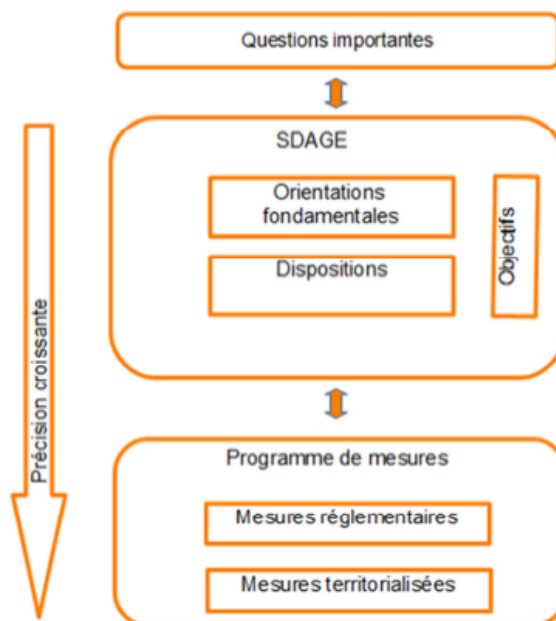 Questions importantes
SDAGE
Orientations
fondamentales
Dispositions
Objectifs
Précision croissante
Programme de mesures
Mesures réglementaires
Mesures territorialisées